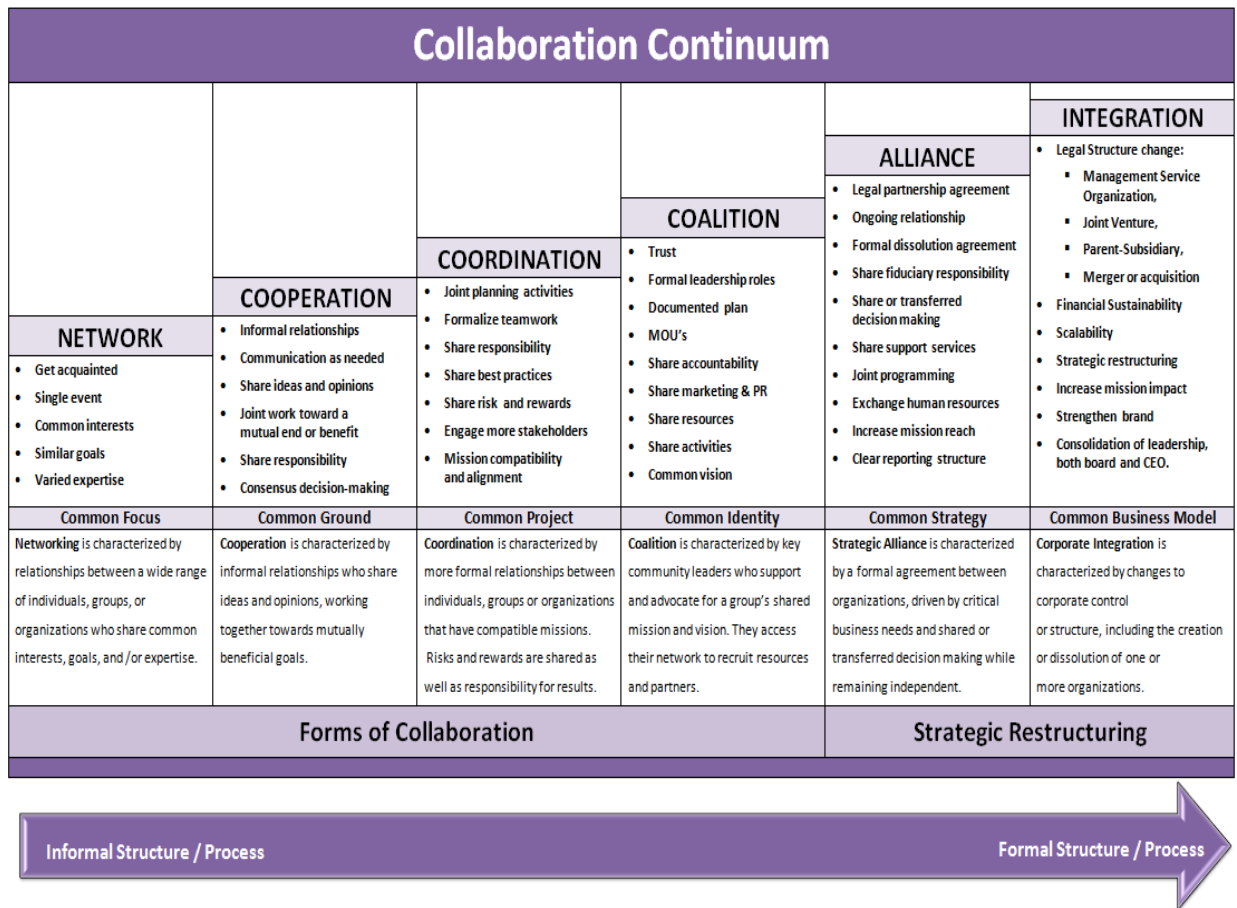 Collaboration Continuum
NETWORK
• Get acquainted
• Single event
• Common interests
• Similar goals
• Varied expertise
COOPERATION
• Informal relationships
• Communication as needed
• Share ideas and opinions
• Joint work toward a
mutual end or benefit
• Share responsibility
• Consensus decision-making
COORDINATION
• Joint planning activities
• Formalize teamwork
• Share responsibility
• Share best practices
• Share risk and rewards
• Engage more stakeholders
• Mission compatibility
and alignment
COALITION
• Trust
• Formal leadership roles
• Documented plan
• MOU's
• Share accountability
• Share marketing & PR
• Share resources
• Share activities
• Common vision
ALLIANCE
• Legal partnership agreement
• Ongoing relationship
• Formal dissolution agreement
• Share fiduciary responsibility
• Share or transferred
decision making
• Share support services
• Joint programming
• Exchange human resources
• Increase mission reach
• Clear reporting structure
INTEGRATION
• Legal Structure change:
▪ Management Service
Organization,
▪ Joint Venture,
▪ Parent-Subsidiary,
▪ Merger or acquisition
• Financial Sustainability
• Scalability
• Strategic restructuring
• Increase mission impact
• Strengthen brand
• Consolidation of leadership,
both board and CEO.
Common Focus
Networking is characterized by
relationships between a wide range
of individuals, groups, or
organizations who share common
interests, goals, and /or expertise.
Common Ground
Cooperation is characterized by
informal relationships who share
ideas and opinions, working
together towards mutually
beneficial goals.
Common Project
Coordination is characterized by
more formal relationships between
individuals, groups or organizations
that have compatible missions.
Risks and rewards are shared as
well as responsibility for results.
Common Identity
Coalition is characterized by key
community leaders who support
and advocate for a group's shared
mission and vision. They access
their network to recruit resources
and partners.
Common Strategy
Strategic Alliance is characterized
by a formal agreement between
organizations, driven by critical
business needs and shared or
transferred decision making while
remaining independent.
Common Business Model
Corporate Integration is
characterized by changes to
corporate control
or structure, including the creation
or dissolution of one or
more organizations.
Forms of Collaboration
Strategic Restructuring
Informal Structure / Process
Formal Structure / Process